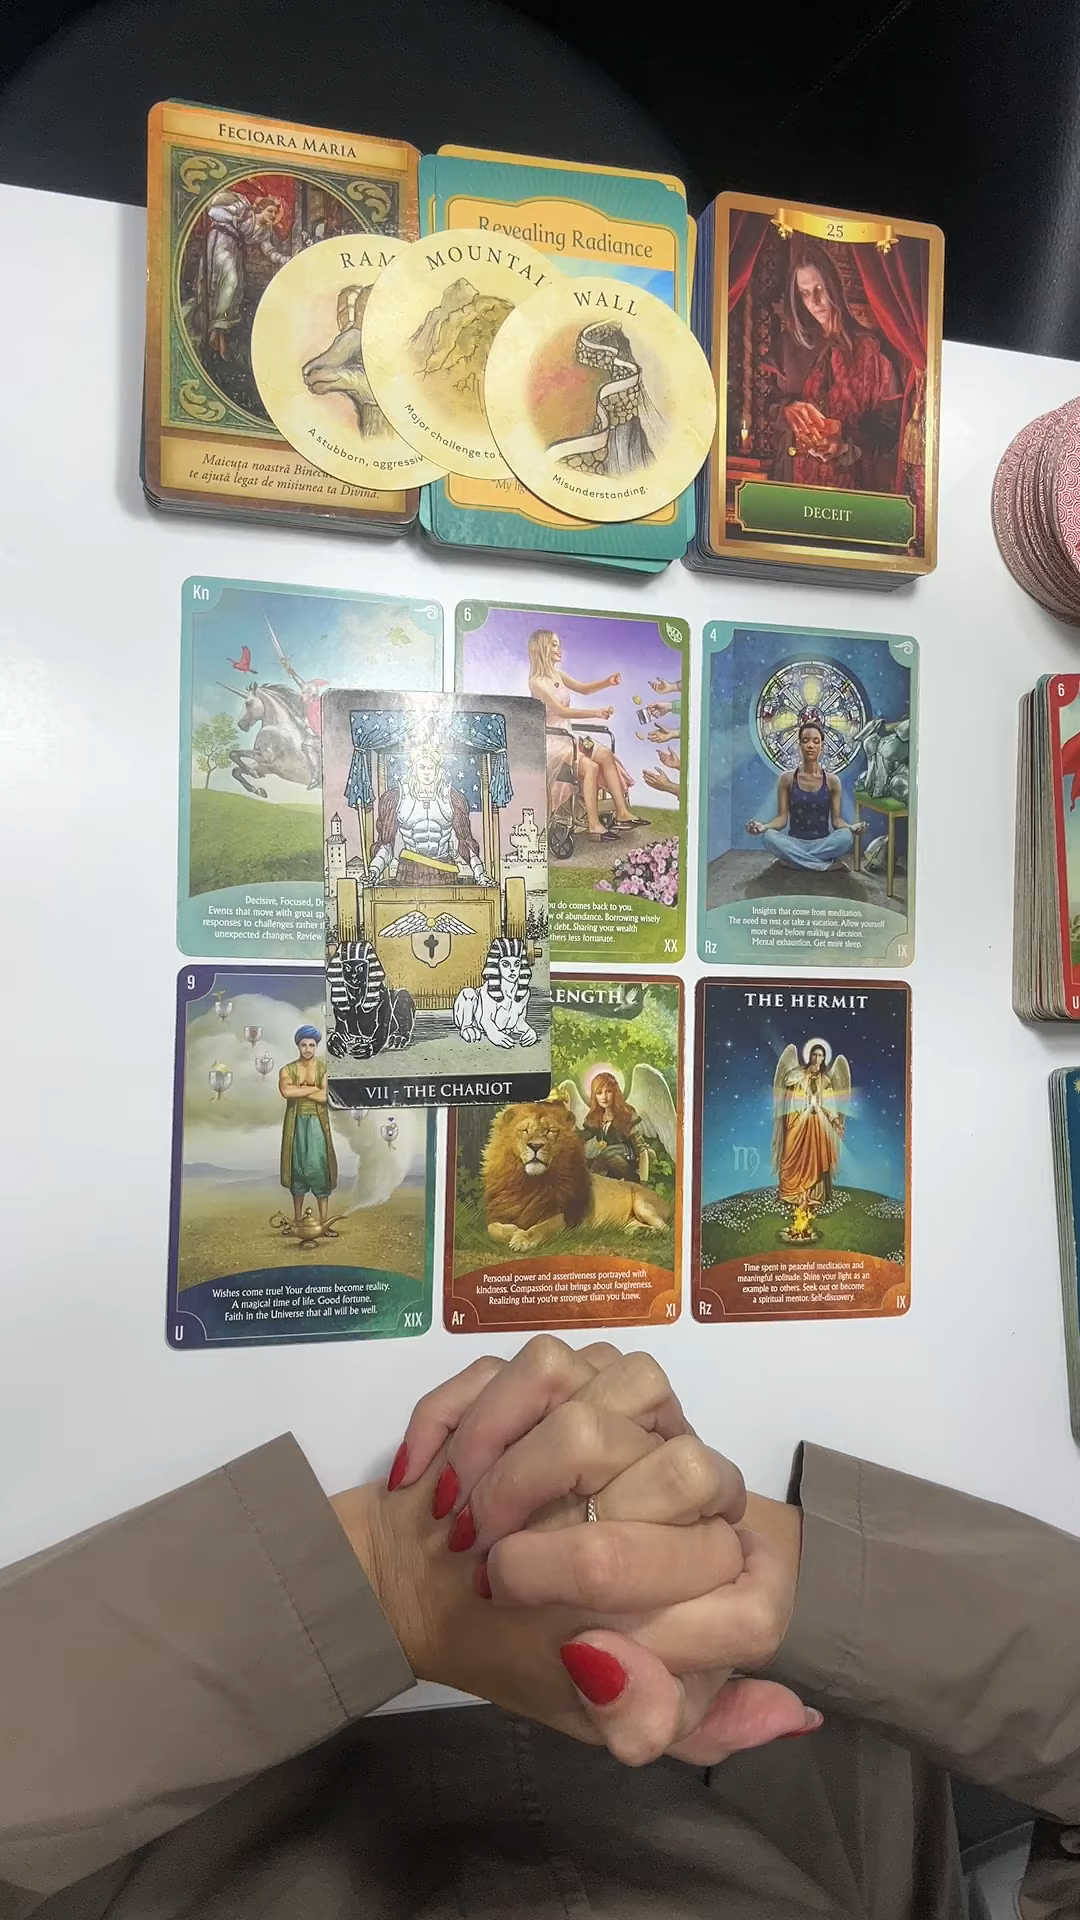 FECIOARA MARIA
Maicuța noastră Binec
te ajută legat de misiunea ta Divină.
RAM
A stubborn, aggressiv
MOUNTAI
Major challenge to
Revealing Radiance
"My
WALL
Misunderstanding.
25
DECEIT
Kn
Decisive, Focused, Dr
Events that move with great sp
responses to challenges rather t
unexpected changes. Review
6
u do comes back to you.
w of abundance. Borrowing wisely
debt. Sharing your wealth
thers less fortunate.
XX
4
Insights that come from meditation.
The need to rest or take a vacation. Allow yourself
more time before making a decision.
Mental exhaustion. Get more sleep.
Rz
IX
VII - THE CHARIOT
9
Wishes come true! Your dreams become reality.
A magical time of life. Good fortune.
Faith in the Universe that all will be well.
U
XIX
RENGTH
Personal power and assertiveness portrayed with
kindness. Compassion that brings about forgiveness.
Realizing that you're stronger than you knew.
Ar
XI
THE HERMIT
Time spent in peaceful meditation and
meaningful solitude. Shine your light as an
example to others. Seek out or become
a spiritual mentor. Self-discovery.
Rz
IX
6
U